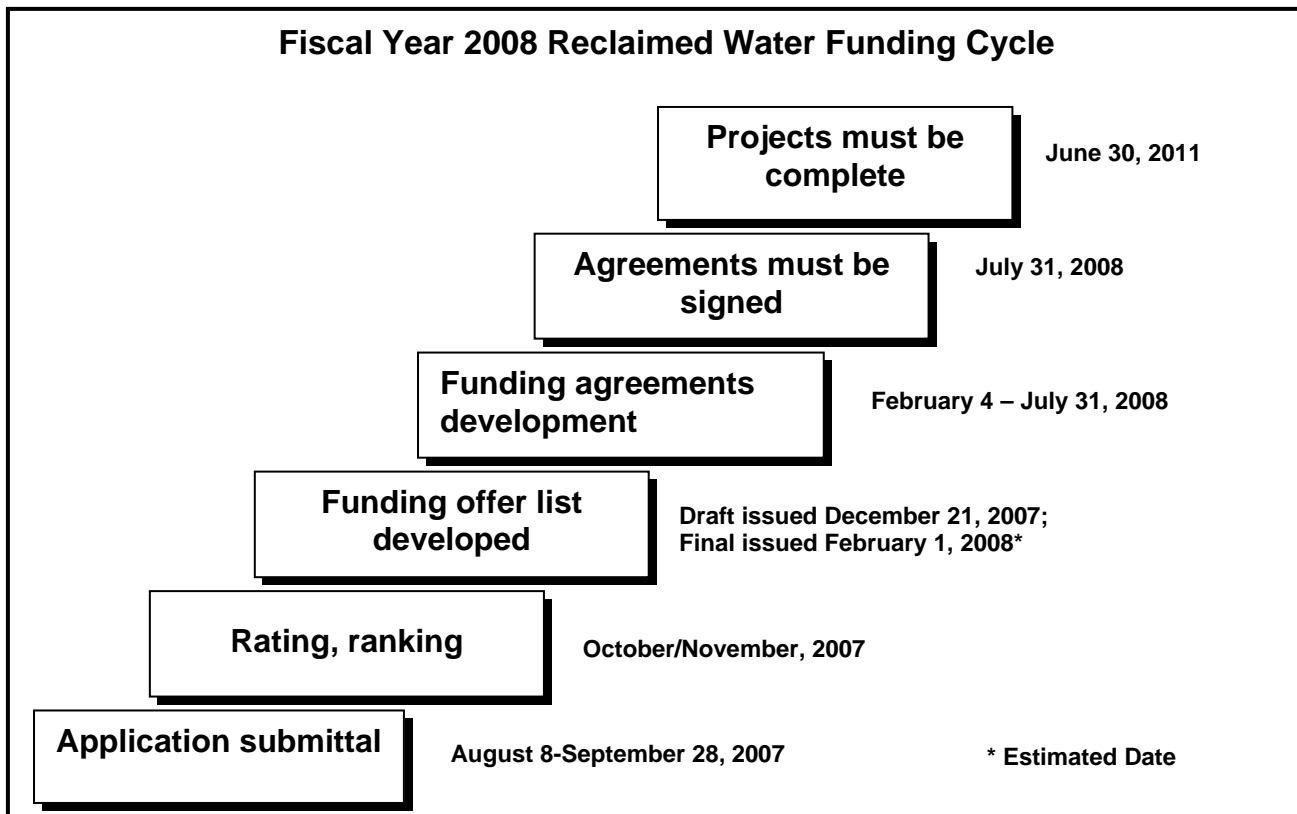 Fiscal Year 2008 Reclaimed Water Funding Cycle
Projects must be
complete
June 30, 2011
Agreements must be
signed
July 31, 2008
Funding agreements
development
February 4 – July 31, 2008
Funding offer list
developed
Draft issued December 21, 2007;
Final issued February 1, 2008*
Rating, ranking
October/November, 2007
Application submittal
August 8-September 28, 2007
* Estimated Date